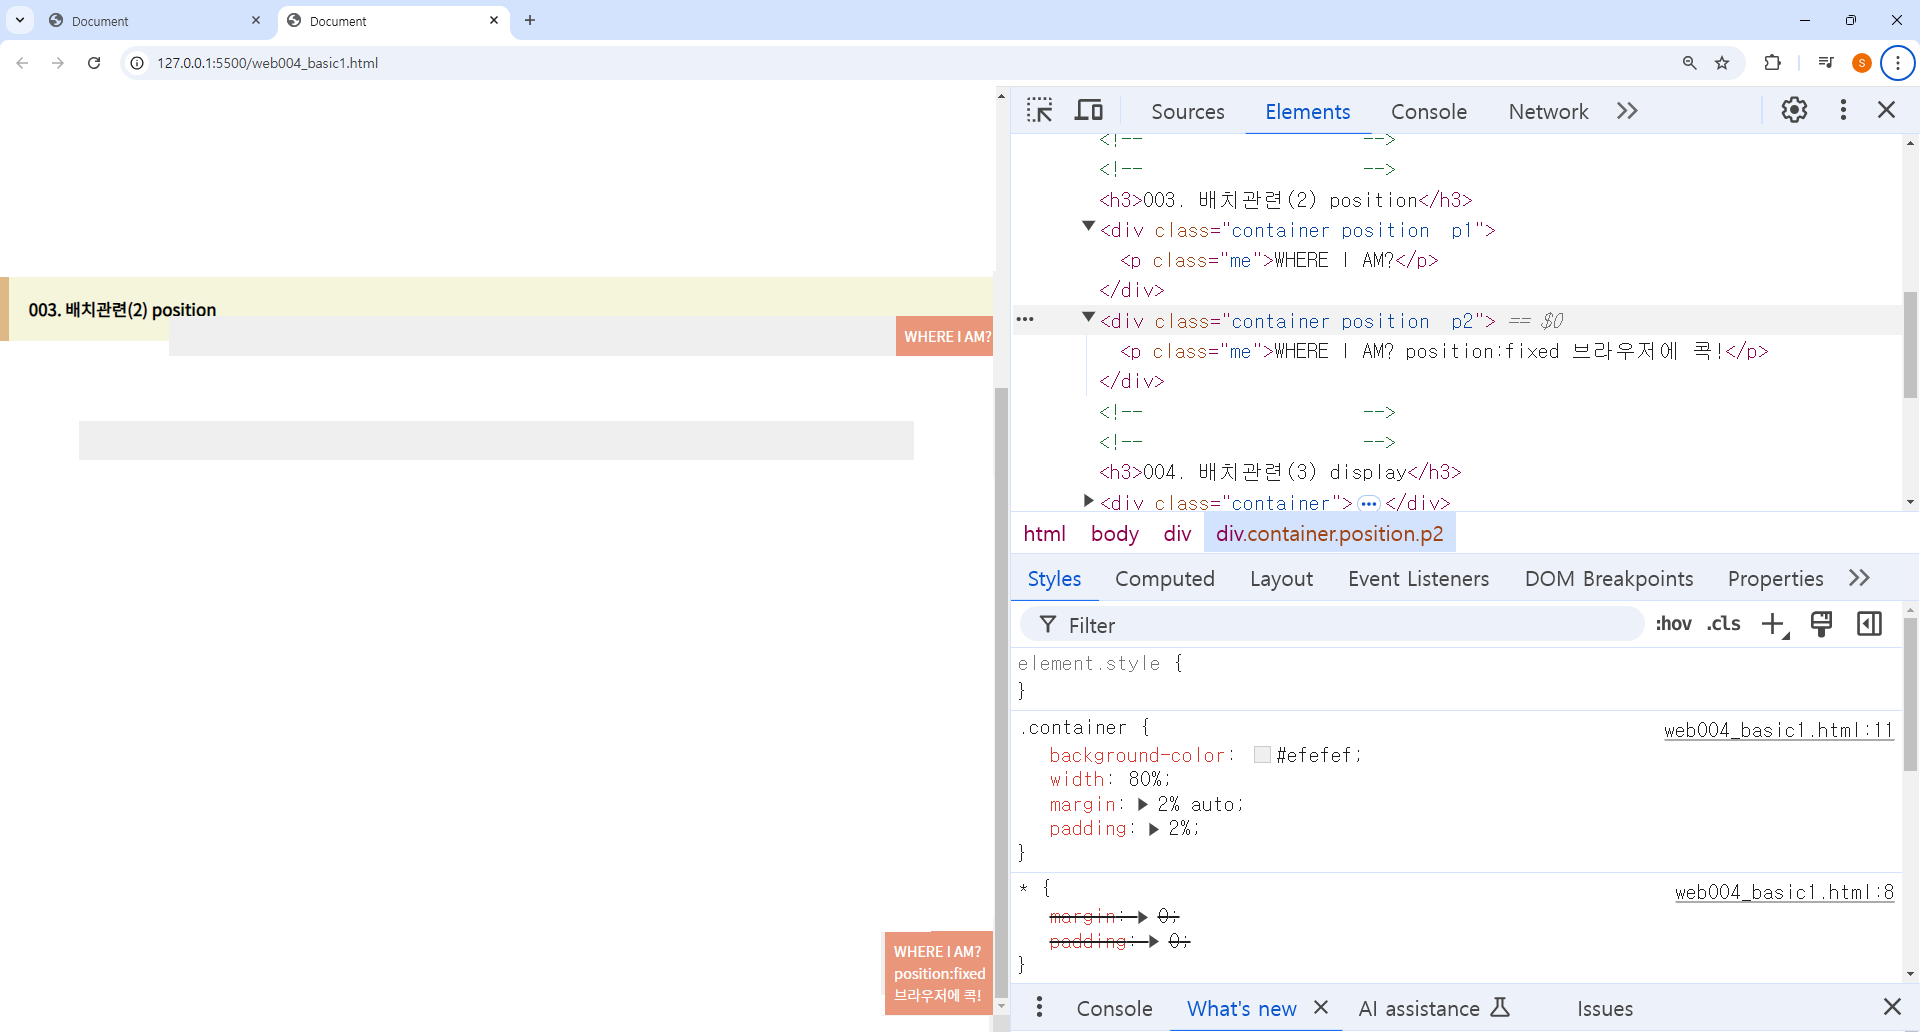 Document
Document
127.0.0.1:5500/web004_basic1.html
S
003. 배치관련(2) position
WHERE I AM?
WHERE I AM?
position:fixed
브라우저에 콕!
Sources Elements Console Network
<!-- -->
<!-- -->
<h3>003. 배치관련(2) position</h3>
<div class="container position  p1">
<p class="me">WHERE I AM?</p>
</div>
<div class="container position  p2"> == $0
<p class="me">WHERE I AM? position:fixed 브라우저에 콕!</p>
</div>
<!-- -->
<!-- -->
<h3>004. 배치관련(3) display</h3>
<div class="container">…</div>
html body div div.container.position.p2
Styles Computed Layout Event Listeners DOM Breakpoints Properties
Filter :hov .cls
element.style {
}
.container { web004_basic1.html:11
background-color: #efefef;
width: 80%;
margin: 2% auto;
padding: 2%;
}
* { web004_basic1.html:8
margin: 0;
padding: 0;
}
Console What's new AI assistance Issues